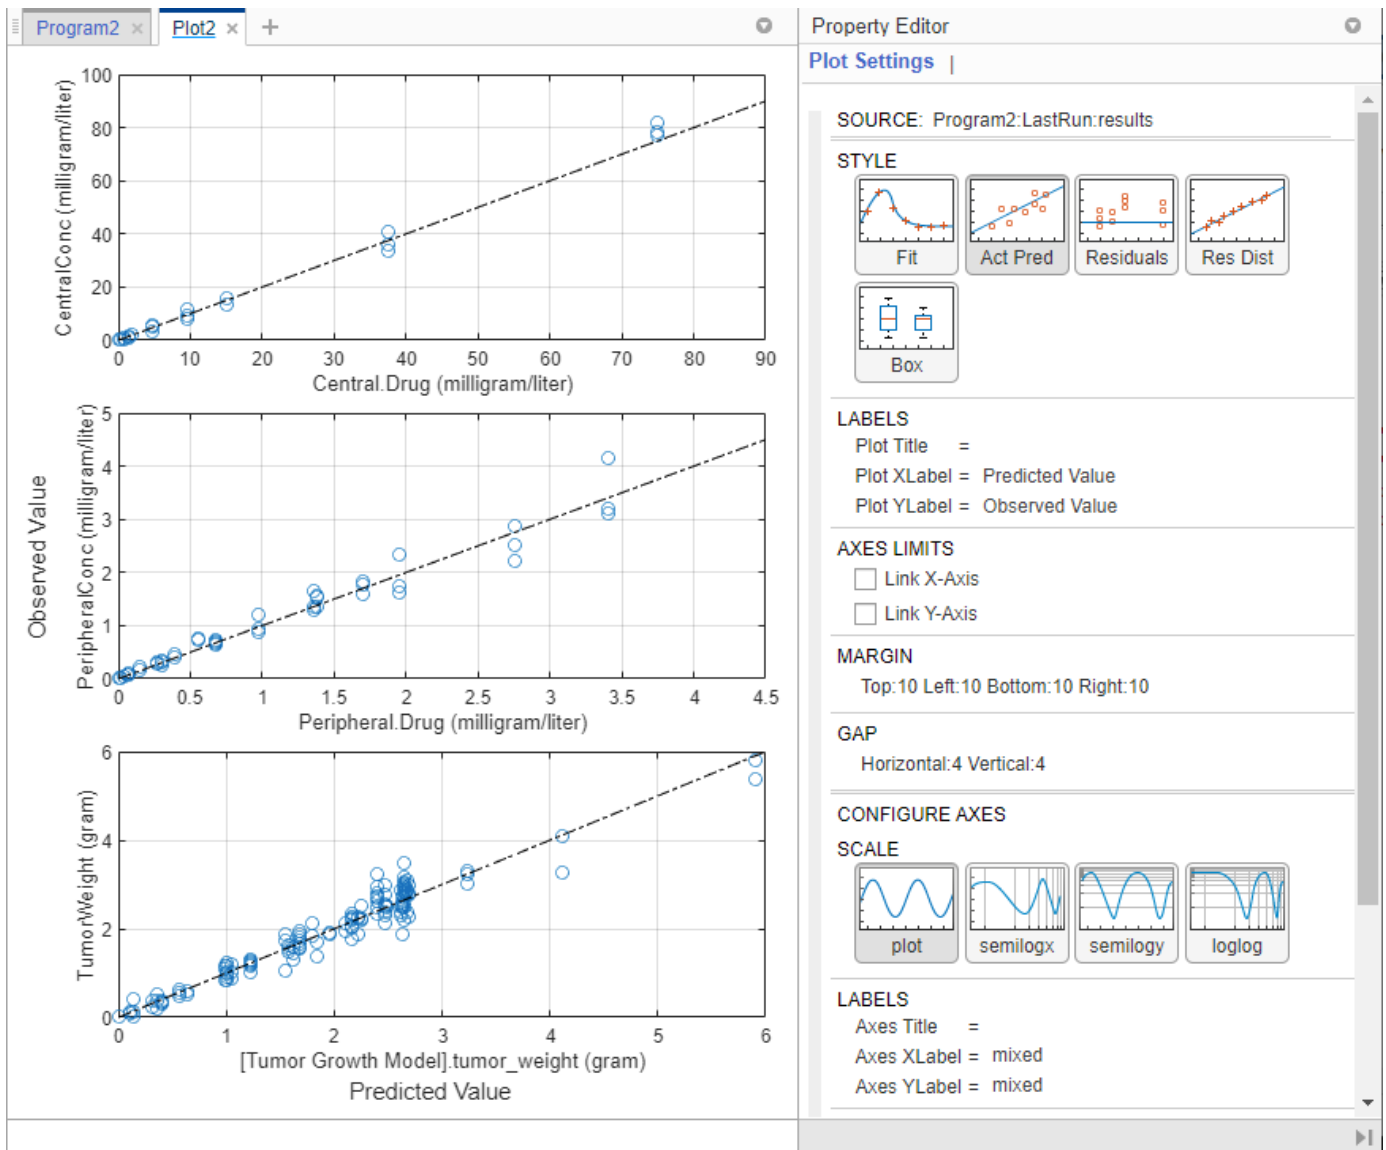 Program2 × Plot2 × +
100
80
60
40
20
0
CentralConc (milligram/liter)
0 10 20 30 40 50 60 70 80 90
Central.Drug (milligram/liter)
5
4
3
2
1
0
PeripheralConc (milligram/liter)
0 0.5 1 1.5 2 2.5 3 3.5 4 4.5
Peripheral.Drug (milligram/liter)
Observed Value
6
4
2
0
TumorWeight (gram)
0 1 2 3 4 5 6
[Tumor Growth Model].tumor_weight (gram)
Predicted Value
Property Editor
Plot Settings |
SOURCE: Program2:LastRun:results
STYLE
Fit Act Pred Residuals Res Dist
Box
LABELS
Plot Title =
Plot XLabel = Predicted Value
Plot YLabel = Observed Value
AXES LIMITS
Link X-Axis
Link Y-Axis
MARGIN
Top:10 Left:10 Bottom:10 Right:10
GAP
Horizontal:4 Vertical:4
CONFIGURE AXES
SCALE
plot semilogx semilogy loglog
LABELS
Axes Title =
Axes XLabel = mixed
Axes YLabel = mixed